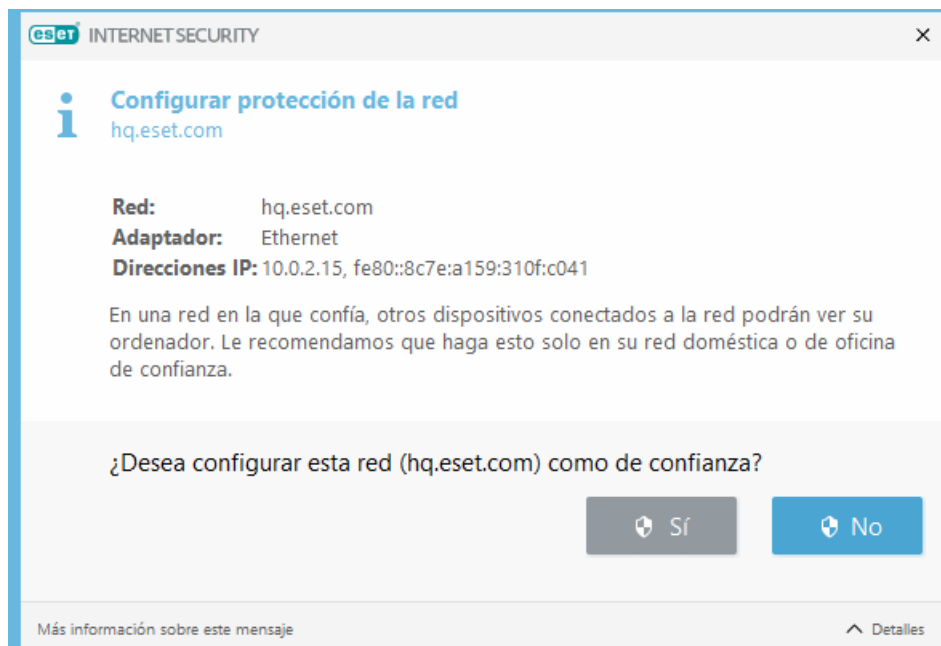 eset INTERNET SECURITY
Configurar protección de la red
hq.eset.com
Red: hq.eset.com
Adaptador: Ethernet
Direcciones IP: 10.0.2.15, fe80::8c7e:a159:310f:c041
En una red en la que confía, otros dispositivos conectados a la red podrán ver su
ordenador. Le recomendamos que haga esto solo en su red doméstica o de oficina
de confianza.
¿Desea configurar esta red (hq.eset.com) como de confianza?
Sí No
Más información sobre este mensaje Detalles